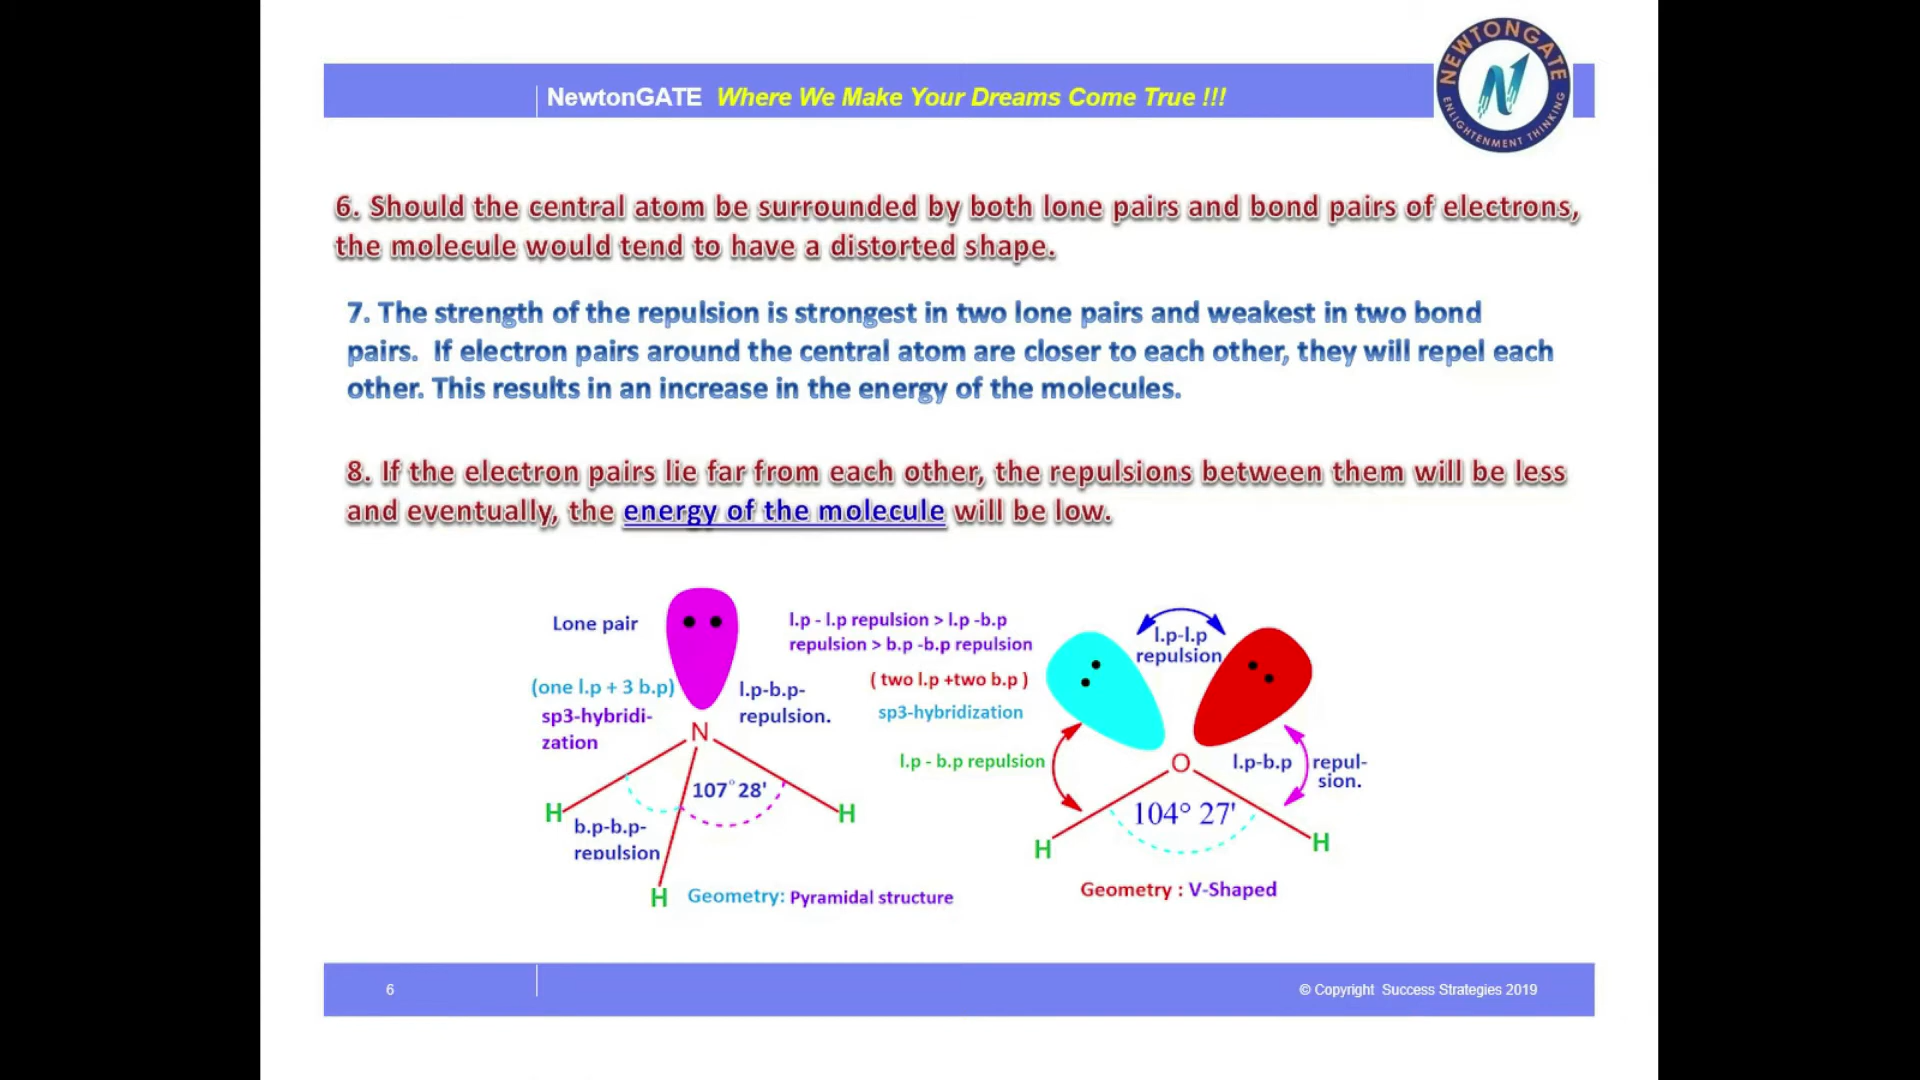 NEWTONGATE
ENLIGHTENMENT THINKING
NewtonGATE Where We Make Your Dreams Come True !!!
6. Should the central atom be surrounded by both lone pairs and bond pairs of electrons,
the molecule would tend to have a distorted shape.
7. The strength of the repulsion is strongest in two lone pairs and weakest in two bond
pairs. If electron pairs around the central atom are closer to each other, they will repel each
other. This results in an increase in the energy of the molecules.
8. If the electron pairs lie far from each other, the repulsions between them will be less
and eventually, the energy of the molecule will be low.
Lone pair
(one l.p + 3 b.p)
sp3-hybridi-
zation
l.p-b.p-
repulsion.
N
107° 28'
H
H
b.p-b.p-
repulsion
H
Geometry: Pyramidal structure
l.p - l.p repulsion > l.p -b.p
repulsion > b.p -b.p repulsion
( two l.p +two b.p )
sp3-hybridization
l.p - b.p repulsion
l.p-l.p
repulsion
O
l.p-b.p
repul-
sion.
104° 27'
H
H
Geometry : V-Shaped
6
© Copyright Success Strategies 2019